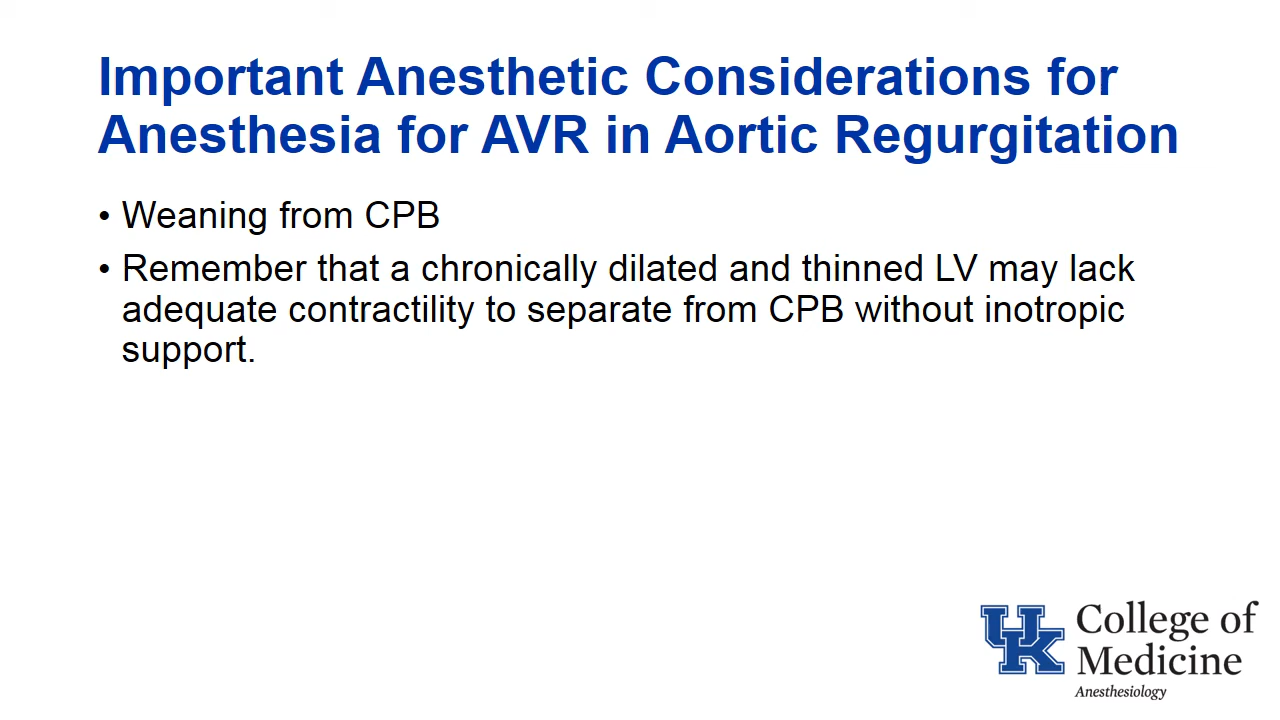 Important Anesthetic Considerations for
Anesthesia for AVR in Aortic Regurgitation
• Weaning from CPB
• Remember that a chronically dilated and thinned LV may lack
adequate contractility to separate from CPB without inotropic
support.
UK
College of
Medicine
Anesthesiology